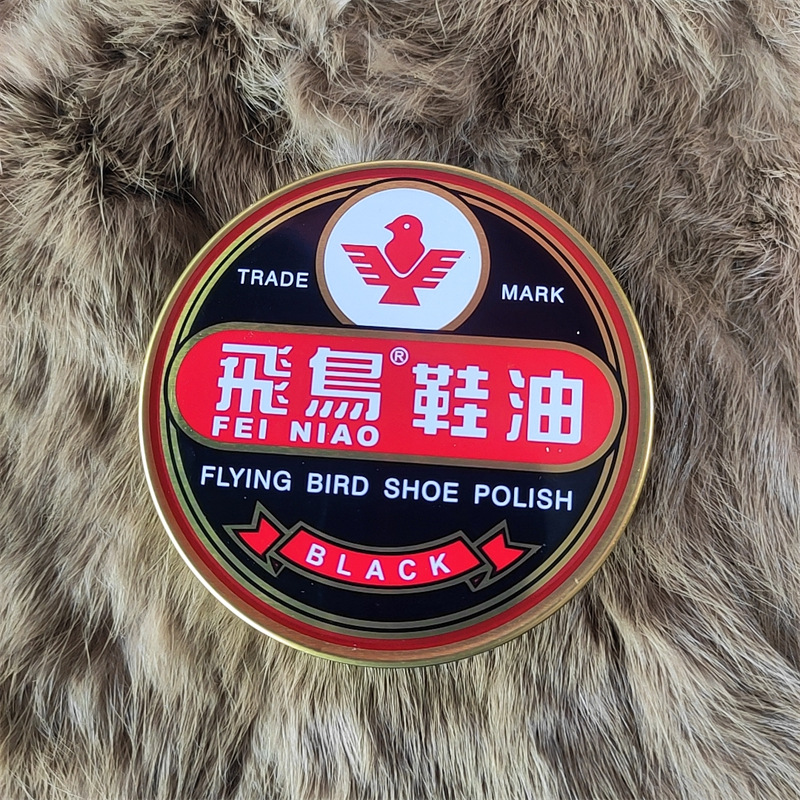 TRADE MARK
飛鳥® 鞋油
FEI NIAO
FLYING BIRD SHOE POLISH
BLACK